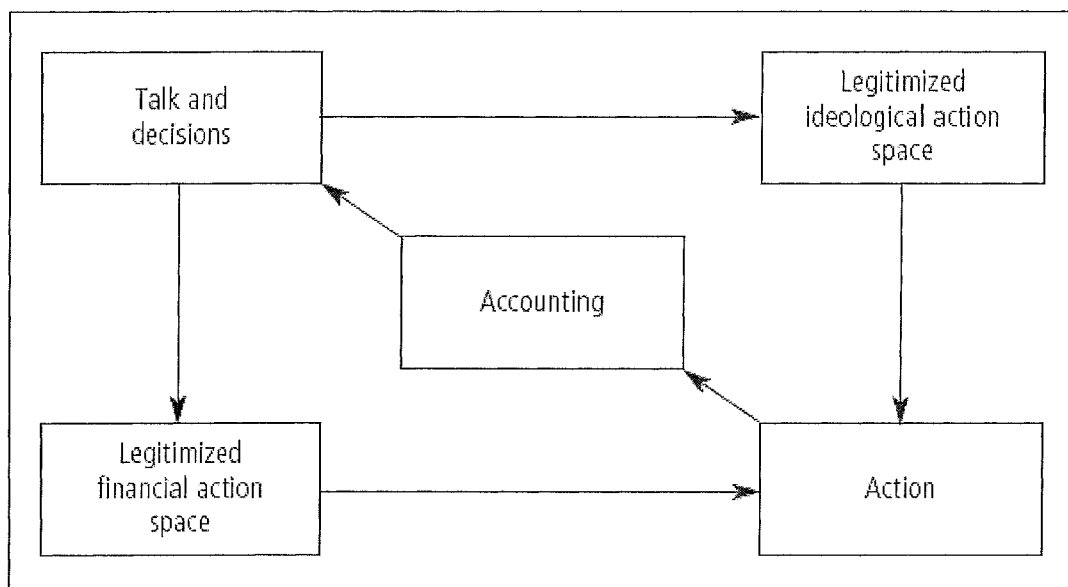 Talk and
decisions
Legitimized
ideological action
space
Accounting
Legitimized
financial action
space
Action